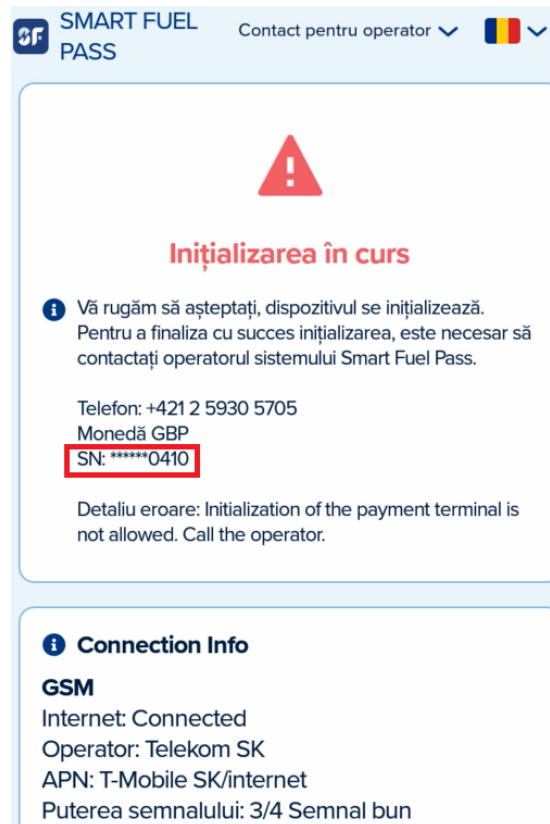 SMART FUEL
PASS
Contact pentru operator
Inițializarea în curs
Vă rugăm să așteptați, dispozitivul se inițializează.
Pentru a finaliza cu succes inițializarea, este necesar să
contactați operatorul sistemului Smart Fuel Pass.
Telefon: +421 2 5930 5705
Monedă GBP
SN: ******0410
Detaliu eroare: Initialization of the payment terminal is
not allowed. Call the operator.
Connection Info
GSM
Internet: Connected
Operator: Telekom SK
APN: T-Mobile SK/internet
Puterea semnalului: 3/4 Semnal bun